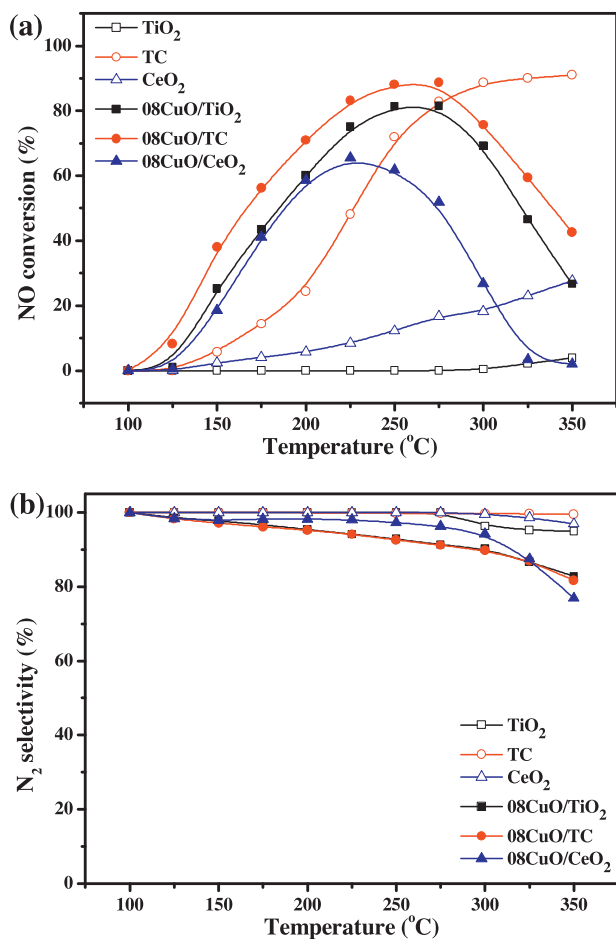 (a)
TiO2
TC
CeO2
08CuO/TiO2
08CuO/TC
08CuO/CeO2
NO conversion (%)
100
80
60
40
20
0
100 150 200 250 300 350
Temperature (oC)
(b)
N2 selectivity (%)
100
80
60
40
20
0
TiO2
TC
CeO2
08CuO/TiO2
08CuO/TC
08CuO/CeO2
100 150 200 250 300 350
Temperature (oC)